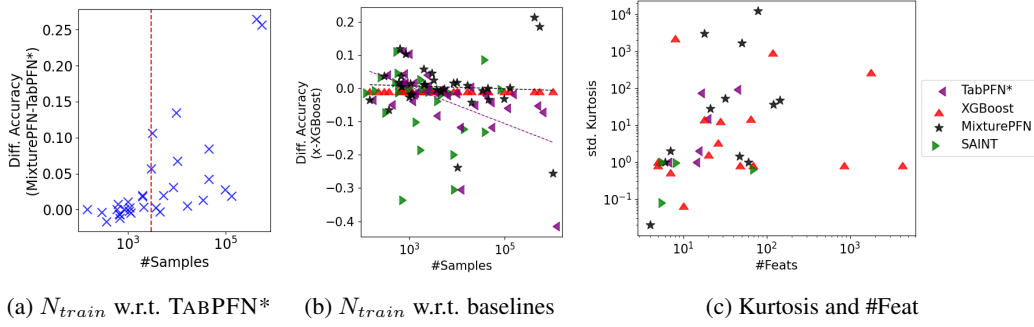 Diff. Accuracy
(MixturePFN-TabPFN*)
0.25
0.20
0.15
0.10
0.05
0.00
10³
10⁵
#Samples
Diff. Accuracy
(x-XGBoost)
0.2
0.1
0.0
−0.1
−0.2
−0.3
−0.4
10³
10⁵
#Samples
std. Kurtosis
10⁴
10³
10²
10¹
10⁰
10⁻¹
10¹
10²
10³
#Feats
TabPFN*
XGBoost
MixturePFN
SAINT
(a) N_train w.r.t. TABPFN*
(b) N_train w.r.t. baselines
(c) Kurtosis and #Feat